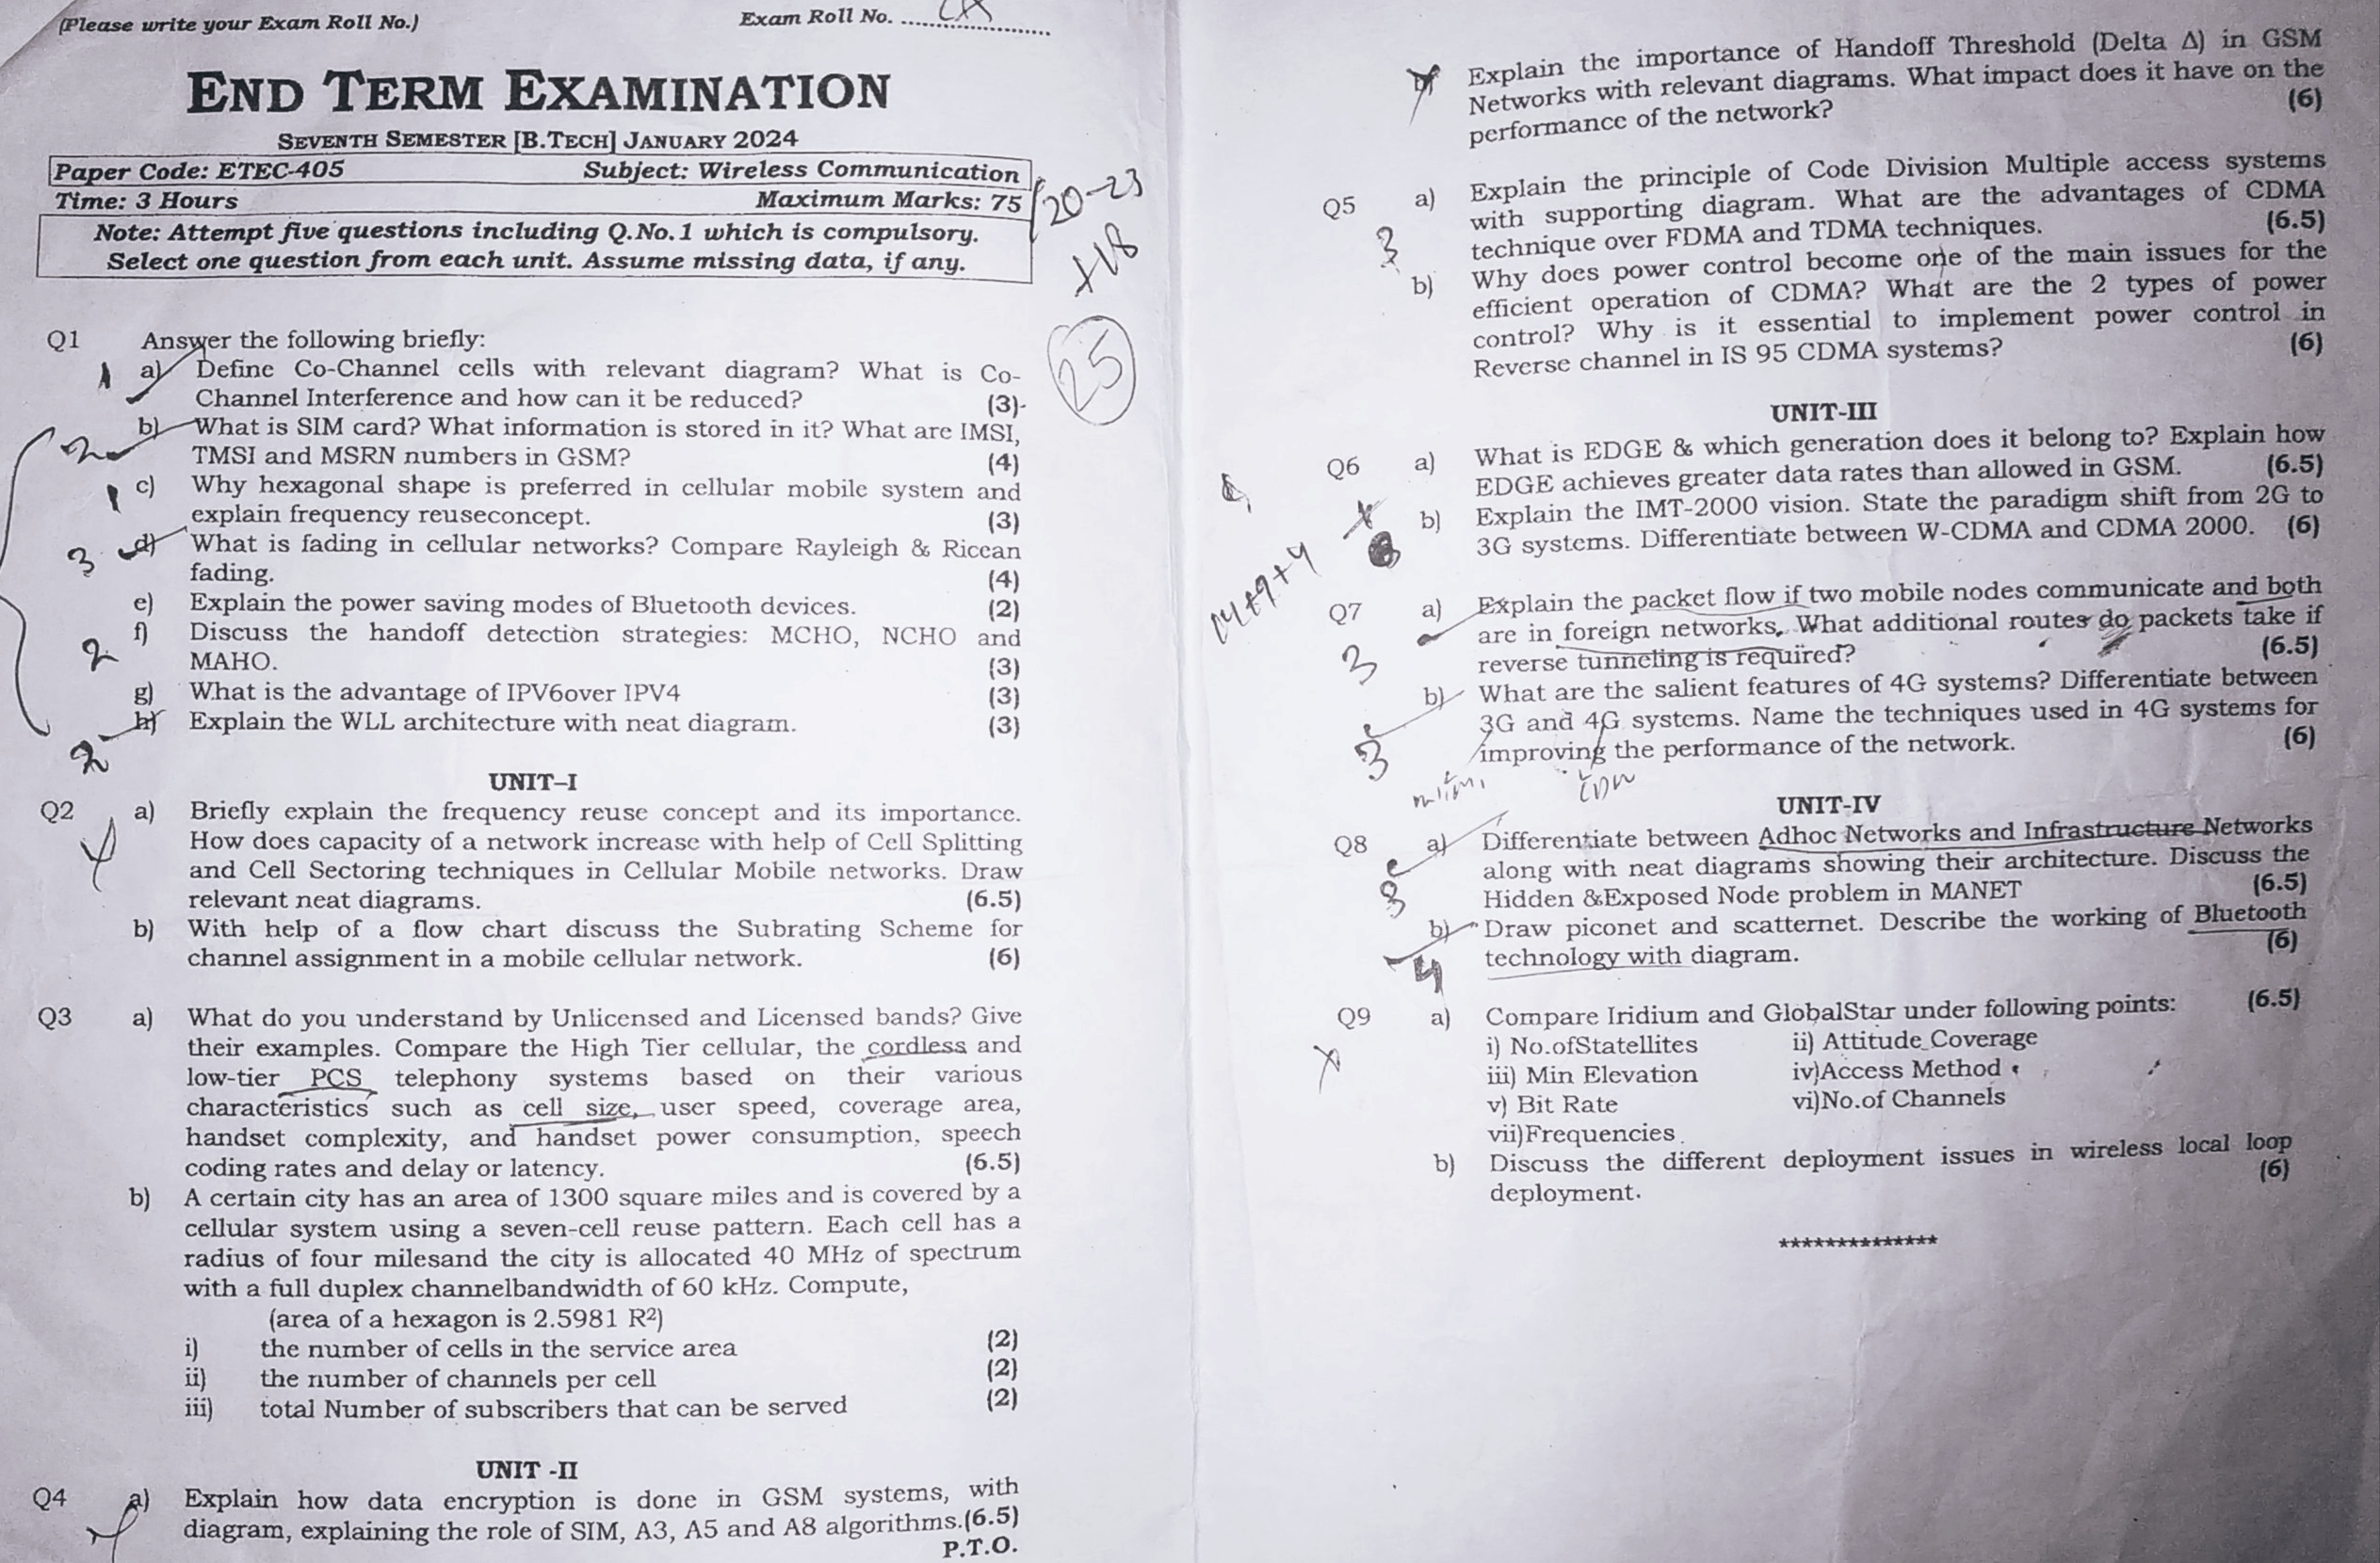 (Please write your Exam Roll No.)
Exam Roll No. ........................
END TERM EXAMINATION
SEVENTH SEMESTER [B.TECH] JANUARY 2024
Paper Code: ETEC-405 Subject: Wireless Communication
Time: 3 Hours Maximum Marks: 75
Note: Attempt five questions including Q.No.1 which is compulsory.
Select one question from each unit. Assume missing data, if any.
20-23
+18
25
Q1 Answer the following briefly:
1 a) Define Co-Channel cells with relevant diagram? What is Co-
Channel Interference and how can it be reduced? (3)
2 b) What is SIM card? What information is stored in it? What are IMSI,
TMSI and MSRN numbers in GSM? (4)
1 c) Why hexagonal shape is preferred in cellular mobile system and
explain frequency reuseconcept. (3)
3 d) What is fading in cellular networks? Compare Rayleigh & Ricean
fading. (4)
e) Explain the power saving modes of Bluetooth devices. (2)
2 f) Discuss the handoff detection strategies: MCHO, NCHO and
MAHO. (3)
g) What is the advantage of IPV6over IPV4 (3)
2 h) Explain the WLL architecture with neat diagram. (3)
UNIT–I
Q2 a) Briefly explain the frequency reuse concept and its importance.
How does capacity of a network increase with help of Cell Splitting
and Cell Sectoring techniques in Cellular Mobile networks. Draw
relevant neat diagrams. (6.5)
b) With help of a flow chart discuss the Subrating Scheme for
channel assignment in a mobile cellular network. (6)
Q3 a) What do you understand by Unlicensed and Licensed bands? Give
their examples. Compare the High Tier cellular, the cordless and
low-tier PCS telephony systems based on their various
characteristics such as cell size, user speed, coverage area,
handset complexity, and handset power consumption, speech
coding rates and delay or latency. (6.5)
b) A certain city has an area of 1300 square miles and is covered by a
cellular system using a seven-cell reuse pattern. Each cell has a
radius of four milesand the city is allocated 40 MHz of spectrum
with a full duplex channelbandwidth of 60 kHz. Compute,
(area of a hexagon is 2.5981 R²)
i) the number of cells in the service area (2)
ii) the number of channels per cell (2)
iii) total Number of subscribers that can be served (2)
UNIT -II
Q4 a) Explain how data encryption is done in GSM systems, with
diagram, explaining the role of SIM, A3, A5 and A8 algorithms.(6.5)
P.T.O.
b) Explain the importance of Handoff Threshold (Delta Δ) in GSM
Networks with relevant diagrams. What impact does it have on the
performance of the network? (6)
Q5 a) Explain the principle of Code Division Multiple access systems
with supporting diagram. What are the advantages of CDMA
technique over FDMA and TDMA techniques. (6.5)
b) Why does power control become one of the main issues for the
efficient operation of CDMA? What are the 2 types of power
control? Why is it essential to implement power control in
Reverse channel in IS 95 CDMA systems? (6)
UNIT-III
Q6 a) What is EDGE & which generation does it belong to? Explain how
EDGE achieves greater data rates than allowed in GSM. (6.5)
b) Explain the IMT-2000 vision. State the paradigm shift from 2G to
3G systems. Differentiate between W-CDMA and CDMA 2000. (6)
Q7 a) Explain the packet flow if two mobile nodes communicate and both
are in foreign networks. What additional routes do packets take if
3 reverse tunneling is required? (6.5)
b) What are the salient features of 4G systems? Differentiate between
3G and 4G systems. Name the techniques used in 4G systems for
3 improving the performance of the network. (6)
UNIT-IV
Q8 a) Differentiate between Adhoc Networks and Infrastructure Networks
along with neat diagrams showing their architecture. Discuss the
3 Hidden &Exposed Node problem in MANET (6.5)
b) Draw piconet and scatternet. Describe the working of Bluetooth
4 technology with diagram. (6)
Q9 a) Compare Iridium and GlobalStar under following points: (6.5)
i) No.ofStatellites ii) Attitude Coverage
iii) Min Elevation iv)Access Method
v) Bit Rate vi)No.of Channels
vii)Frequencies
b) Discuss the different deployment issues in wireless local loop
deployment. (6)
**************